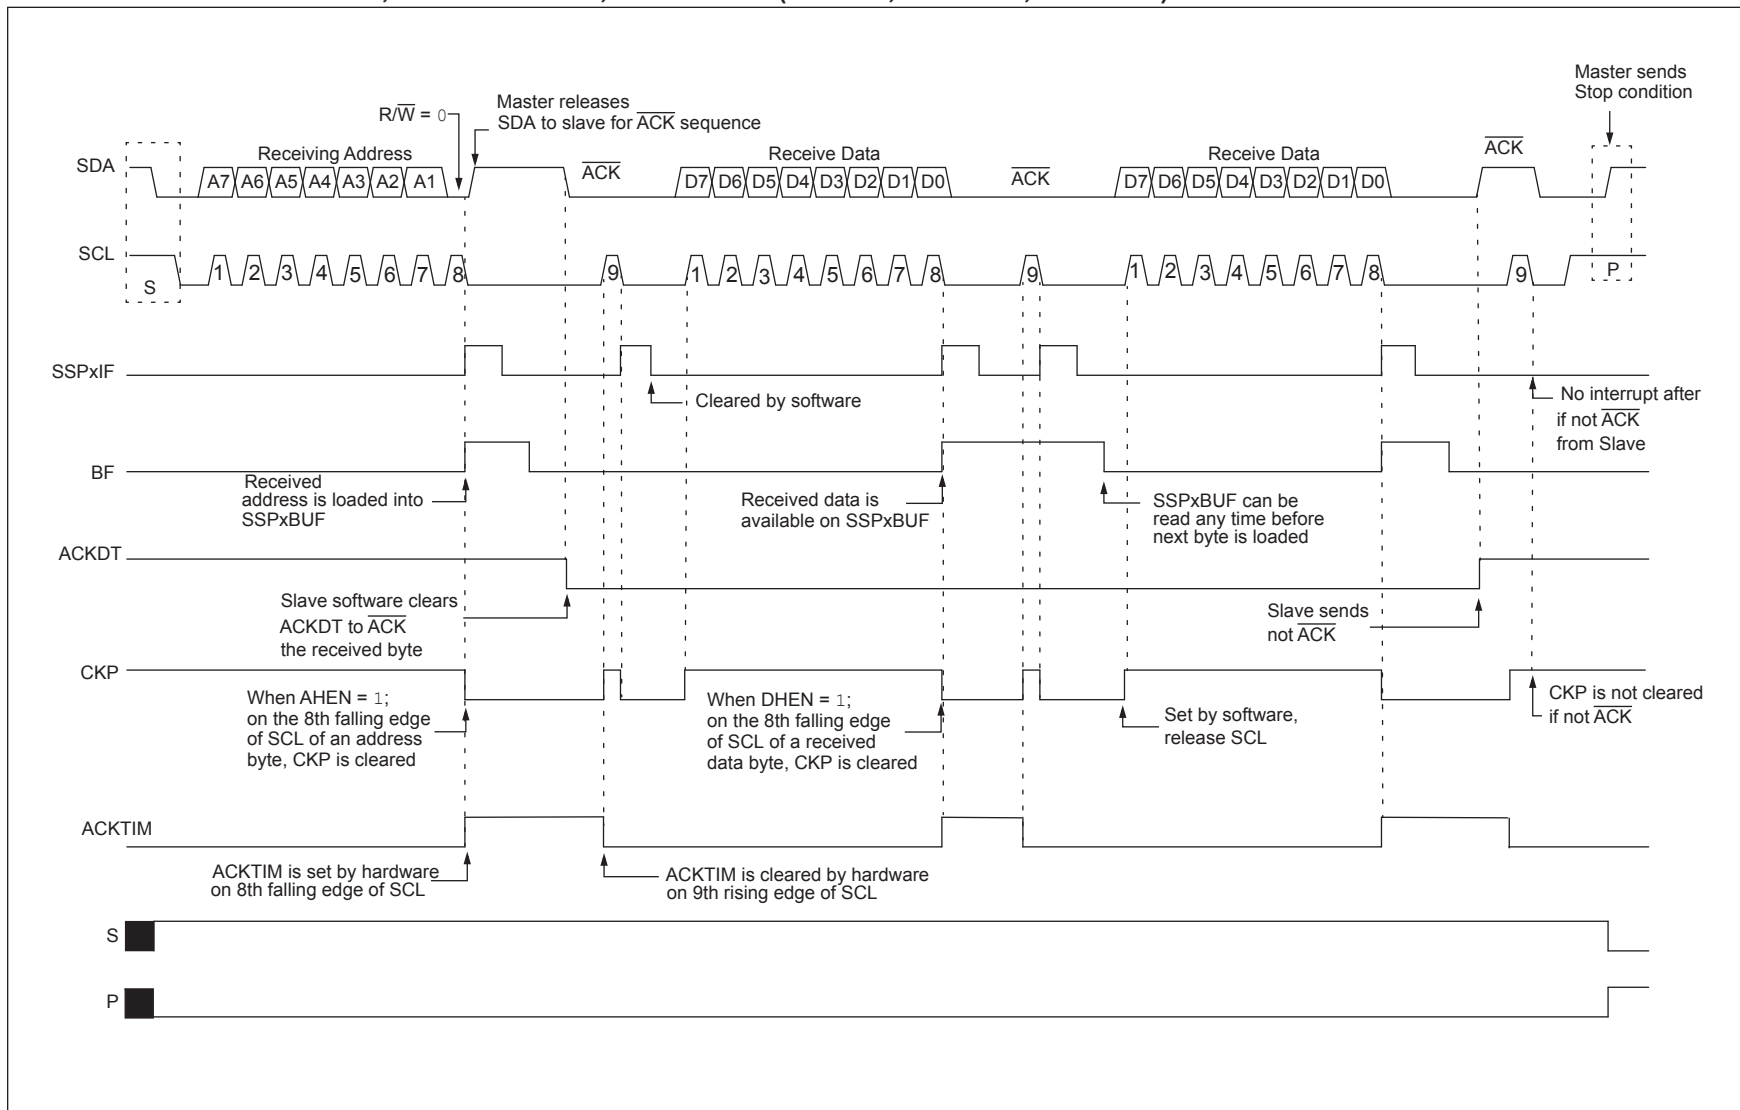 Master sends
Stop condition
Master releases
SDA to slave for ACK sequence
R/W = 0
SDA
Receiving Address
ACK
Receive Data
ACK
Receive Data
ACK
A7 A6 A5 A4 A3 A2 A1
D7 D6 D5 D4 D3 D2 D1 D0
D7 D6 D5 D4 D3 D2 D1 D0
SCL
S
1 2 3 4 5 6 7 8 9
1 2 3 4 5 6 7 8 9
1 2 3 4 5 6 7 8 9
P
SSPxIF
Cleared by software
No interrupt after
if not ACK
from Slave
BF
Received
address is loaded into
SSPxBUF
Received data is
available on SSPxBUF
SSPxBUF can be
read any time before
next byte is loaded
ACKDT
Slave software clears
ACKDT to ACK
the received byte
Slave sends
not ACK
CKP
When AHEN = 1;
on the 8th falling edge
of SCL of an address
byte, CKP is cleared
When DHEN = 1;
on the 8th falling edge
of SCL of a received
data byte, CKP is cleared
Set by software,
release SCL
CKP is not cleared
if not ACK
ACKTIM
ACKTIM is set by hardware
on 8th falling edge of SCL
ACKTIM is cleared by hardware
on 9th rising edge of SCL
S
P